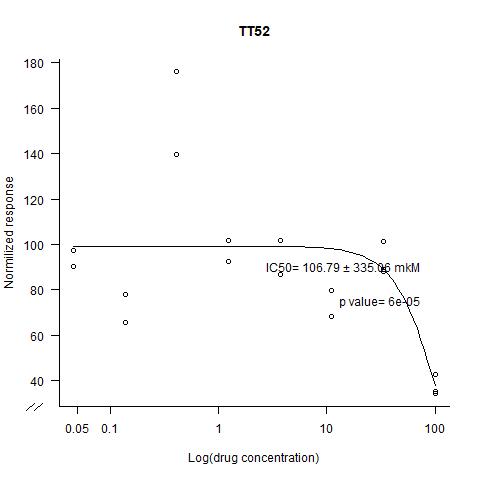 TT52
180
160
140
120
100
80
60
40
Normilized response
IC50= 106.79 ± 335.06 mkM
p value= 6e-05
0.05 0.1 1 10 100
Log(drug concentration)